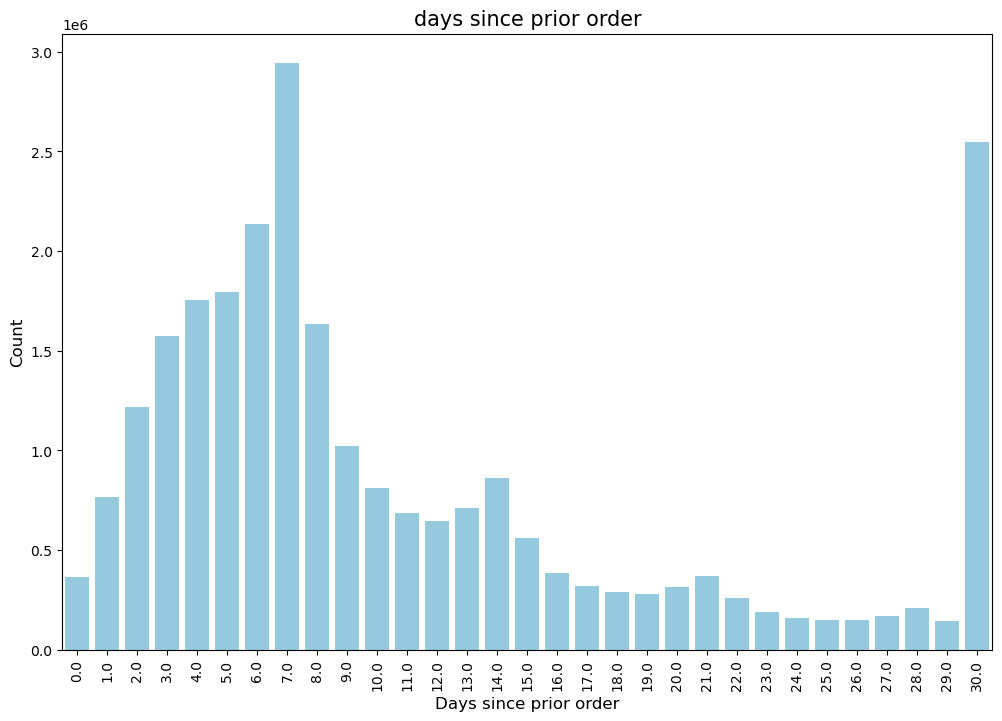 days since prior order
1e6
3.0
2.5
2.0
1.5
1.0
0.5
0.0
Count
0.0 1.0 2.0 3.0 4.0 5.0 6.0 7.0 8.0 9.0 10.0 11.0 12.0 13.0 14.0 15.0 16.0 17.0 18.0 19.0 20.0 21.0 22.0 23.0 24.0 25.0 26.0 27.0 28.0 29.0 30.0
Days since prior order